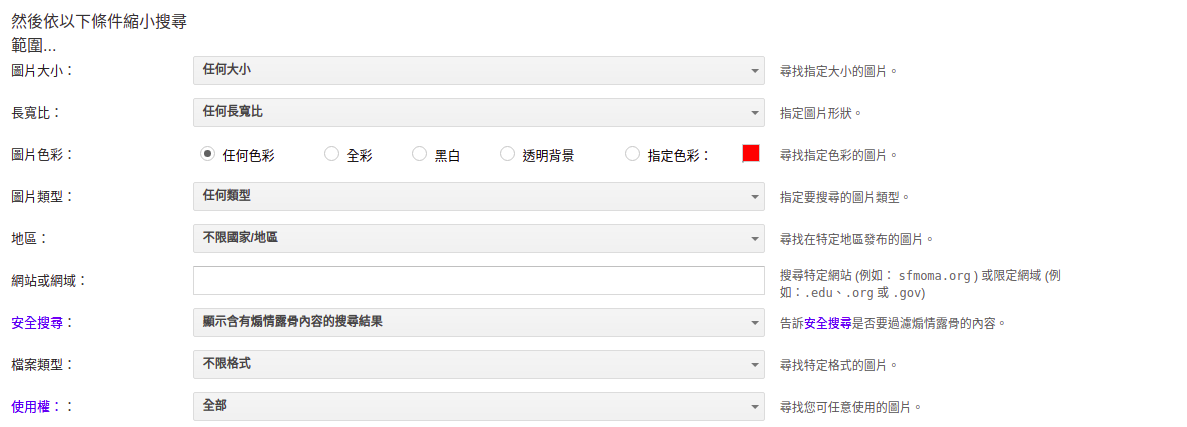 然後依以下條件縮小搜尋
範圍...
圖片大小： 任何大小 尋找指定大小的圖片。
長寬比： 任何長寬比 指定圖片形狀。
圖片色彩： 任何色彩 全彩 黑白 透明背景 指定色彩： 尋找指定色彩的圖片。
圖片類型： 任何類型 指定要搜尋的圖片類型。
地區： 不限國家/地區 尋找在特定地區發布的圖片。
網站或網域： 搜尋特定網站 (例如： sfmoma.org ) 或限定網域 (例
如：.edu、.org 或 .gov)
安全搜尋： 顯示含有煽情露骨內容的搜尋結果 告訴安全搜尋是否要過濾煽情露骨的內容。
檔案類型： 不限格式 尋找特定格式的圖片。
使用權：： 全部 尋找您可任意使用的圖片。